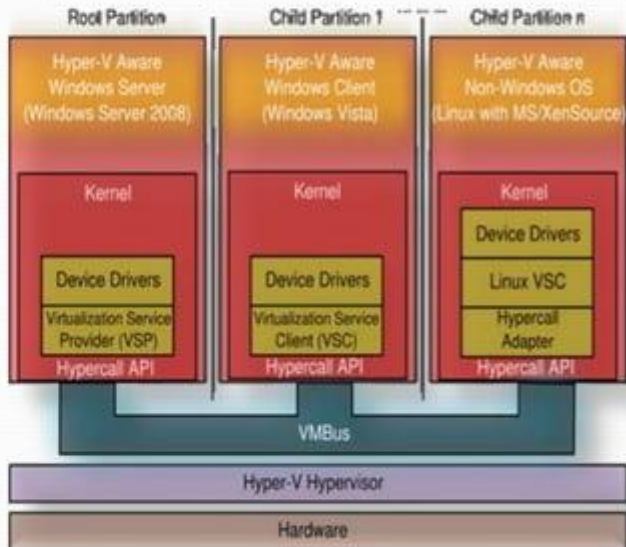 Root Partition
Child Partition 1
Child Partition n
Hyper-V Aware
Windows Server
(Windows Server 2008)
Kernel
Device Drivers
Virtualization Service
Provider (VSP)
Hypercall API
Hyper-V Aware
Windows Client
(Windows Vista)
Kernel
Device Drivers
Virtualization Service
Client (VSC)
Hypercall API
Hyper-V Aware
Non-Windows OS
(Linux with MS/XenSource)
Kernel
Device Drivers
Linux VSC
Hypercall
Adapter
Hypercall API
VMBus
Hyper-V Hypervisor
Hardware